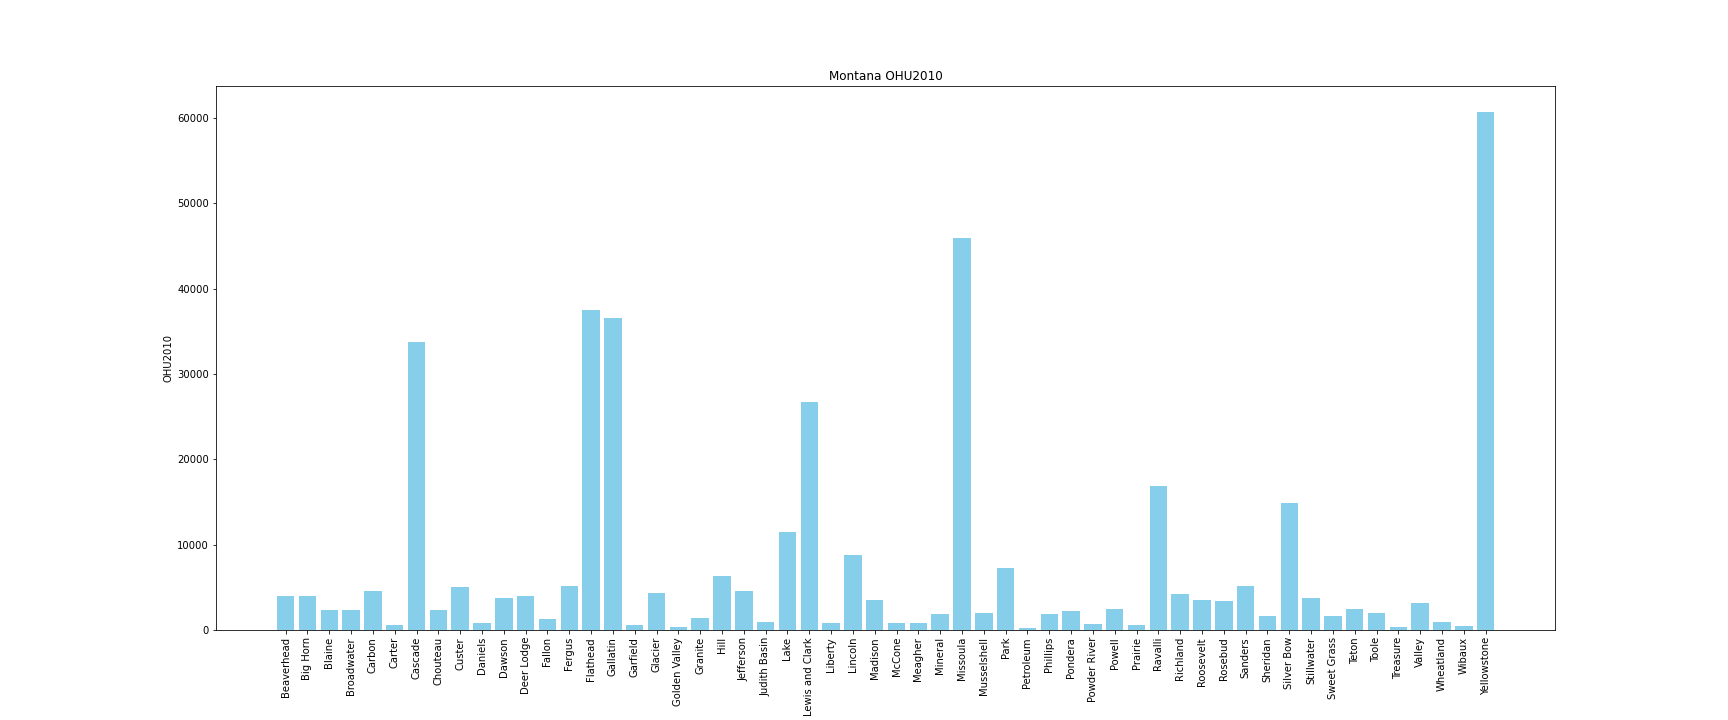 Montana OHU2010
OHU2010
60000
50000
40000
30000
20000
10000
0
Beaverhead
Big Horn
Blaine
Broadwater
Carbon
Carter
Cascade
Chouteau
Custer
Daniels
Dawson
Deer Lodge
Fallon
Fergus
Flathead
Gallatin
Garfield
Glacier
Golden Valley
Granite
Hill
Jefferson
Judith Basin
Lake
Lewis and Clark
Liberty
Lincoln
Madison
McCone
Meagher
Mineral
Missoula
Musselshell
Park
Petroleum
Phillips
Pondera
Powder River
Powell
Prairie
Ravalli
Richland
Roosevelt
Rosebud
Sanders
Sheridan
Silver Bow
Stillwater
Sweet Grass
Teton
Toole
Treasure
Valley
Wheatland
Wibaux
Yellowstone